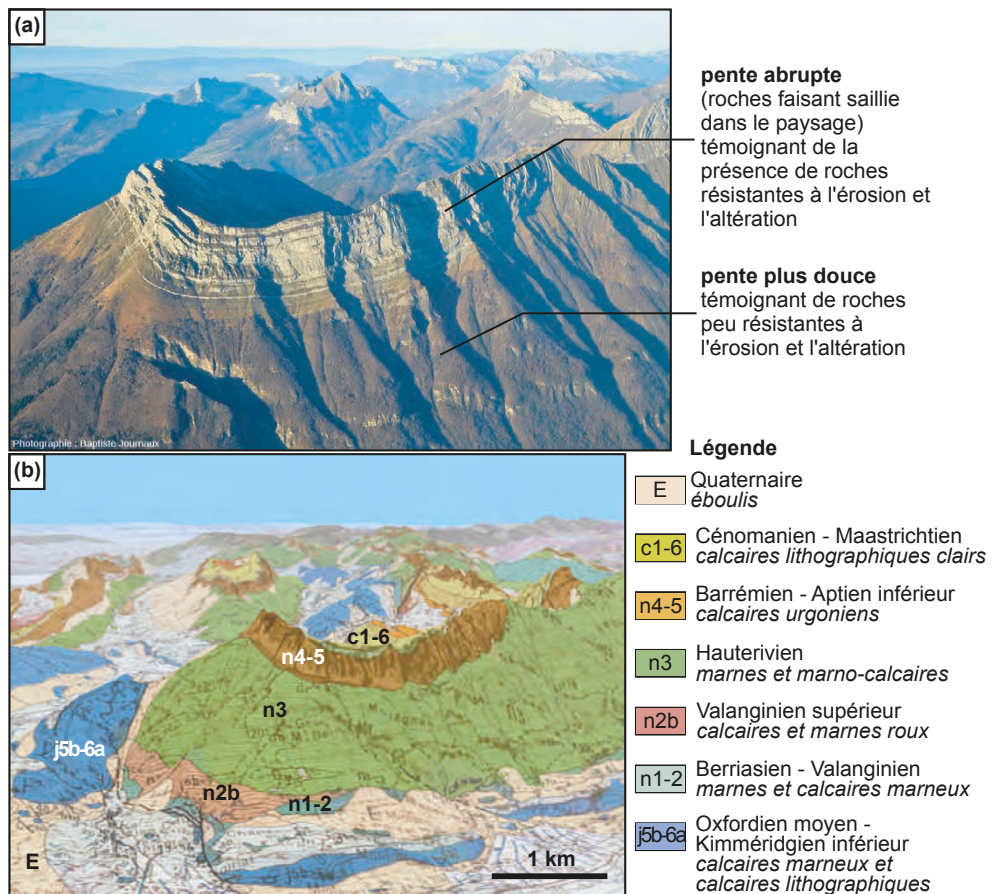 (a)
pente abrupte
(roches faisant saillie
dans le paysage)
témoignant de la
présence de roches
résistantes à l'érosion et
l'altération
pente plus douce
témoignant de roches
peu résistantes à
l'érosion et l'altération
Photographie : Baptiste Journaux
(b)
c1-6
n4-5
n3
j5b-6a
n2b
n1-2
E
1 km
Légende
E
Quaternaire
éboulis
c1-6
Cénomanien - Maastrichtien
calcaires lithographiques clairs
n4-5
Barrémien - Aptien inférieur
calcaires urgoniens
n3
Hauterivien
marnes et marno-calcaires
n2b
Valanginien supérieur
calcaires et marnes roux
n1-2
Berriasien - Valanginien
marnes et calcaires marneux
j5b-6a
Oxfordien moyen -
Kimméridgien inférieur
calcaires marneux et
calcaires lithographiques